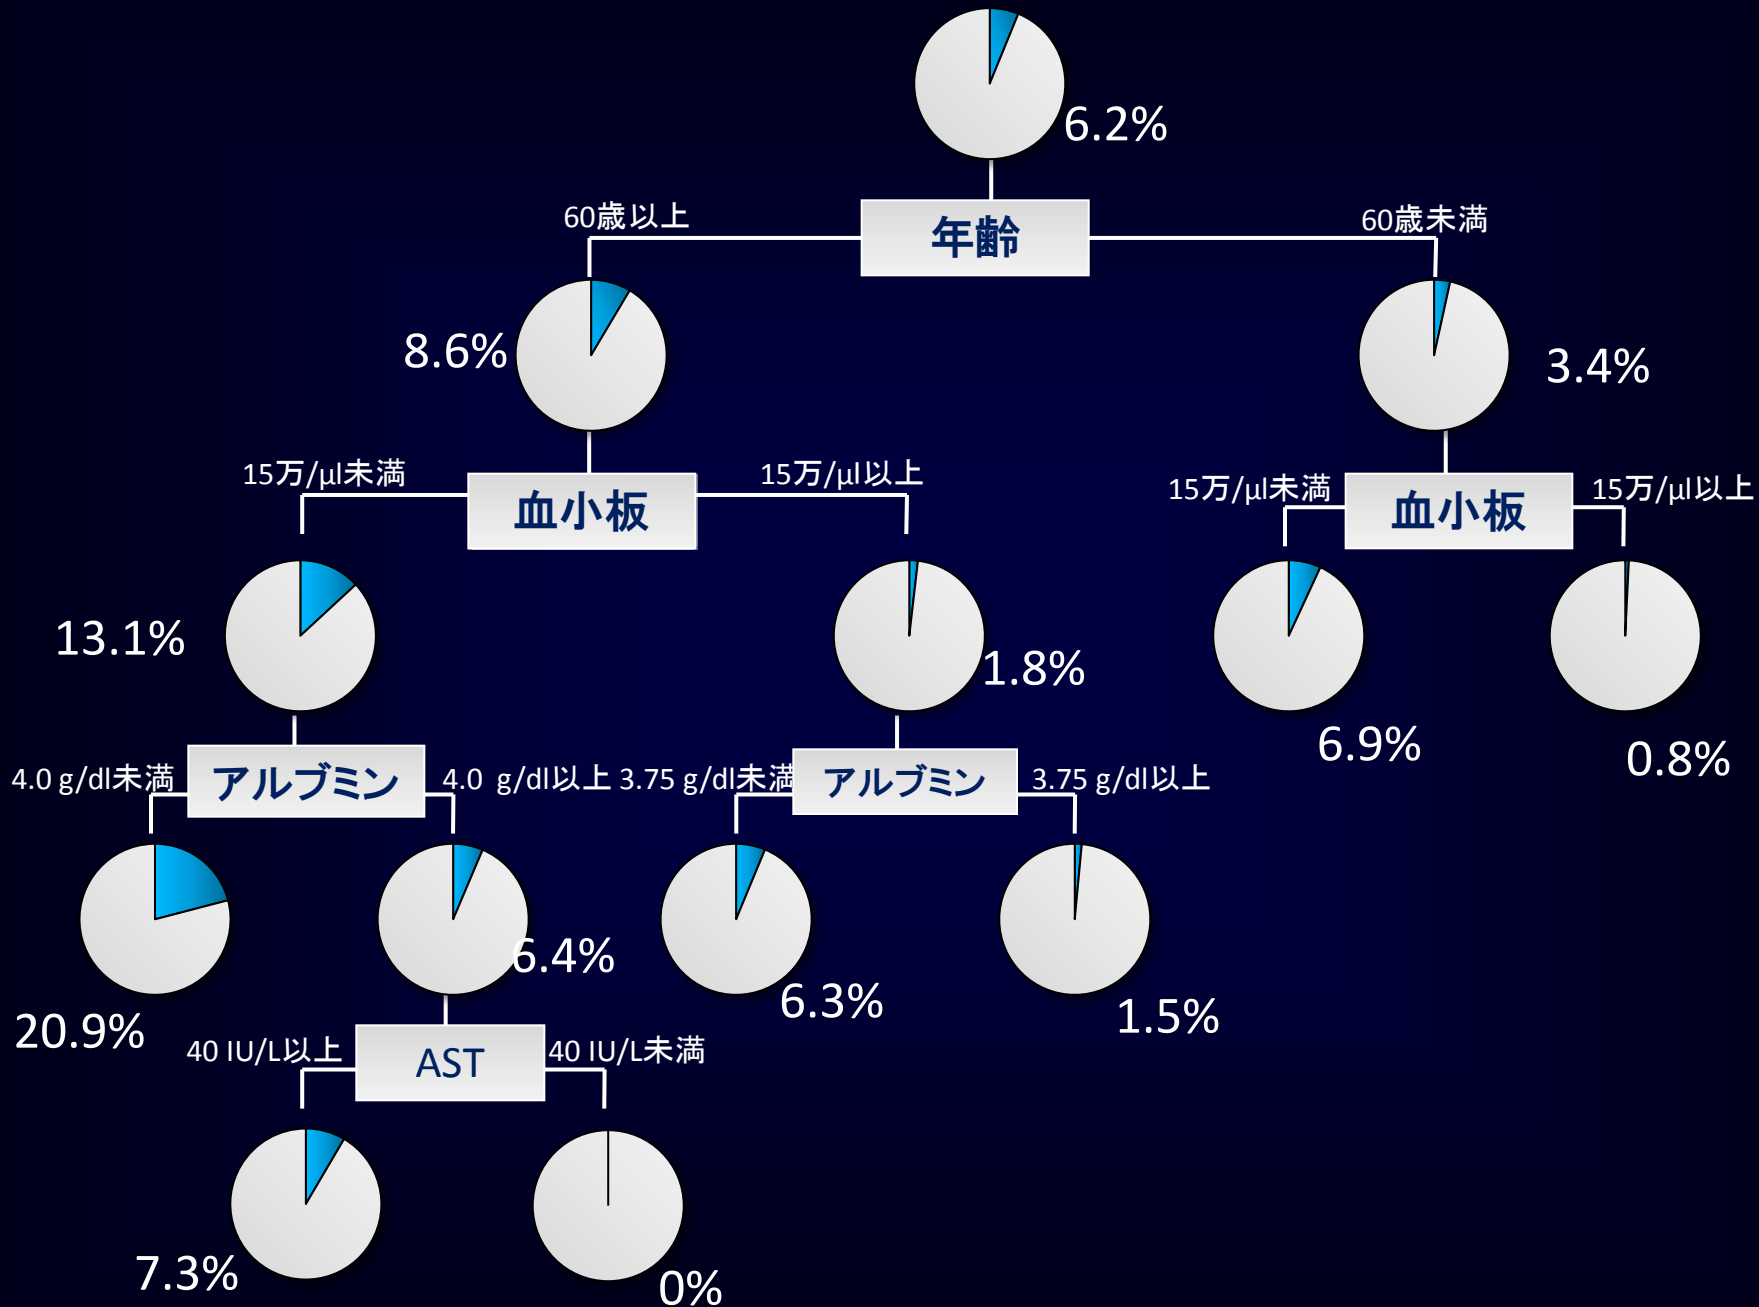 6.2%
60歳以上
年齢
60歳未満
8.6%
3.4%
15万/μl未満
血小板
15万/μl以上
15万/μl未満
血小板
15万/μl以上
13.1%
1.8%
6.9%
0.8%
4.0 g/dl未満
アルブミン
4.0 g/dl以上
3.75 g/dl未満
アルブミン
3.75 g/dl以上
20.9%
6.4%
6.3%
1.5%
40 IU/L以上
AST
40 IU/L未満
7.3%
0%